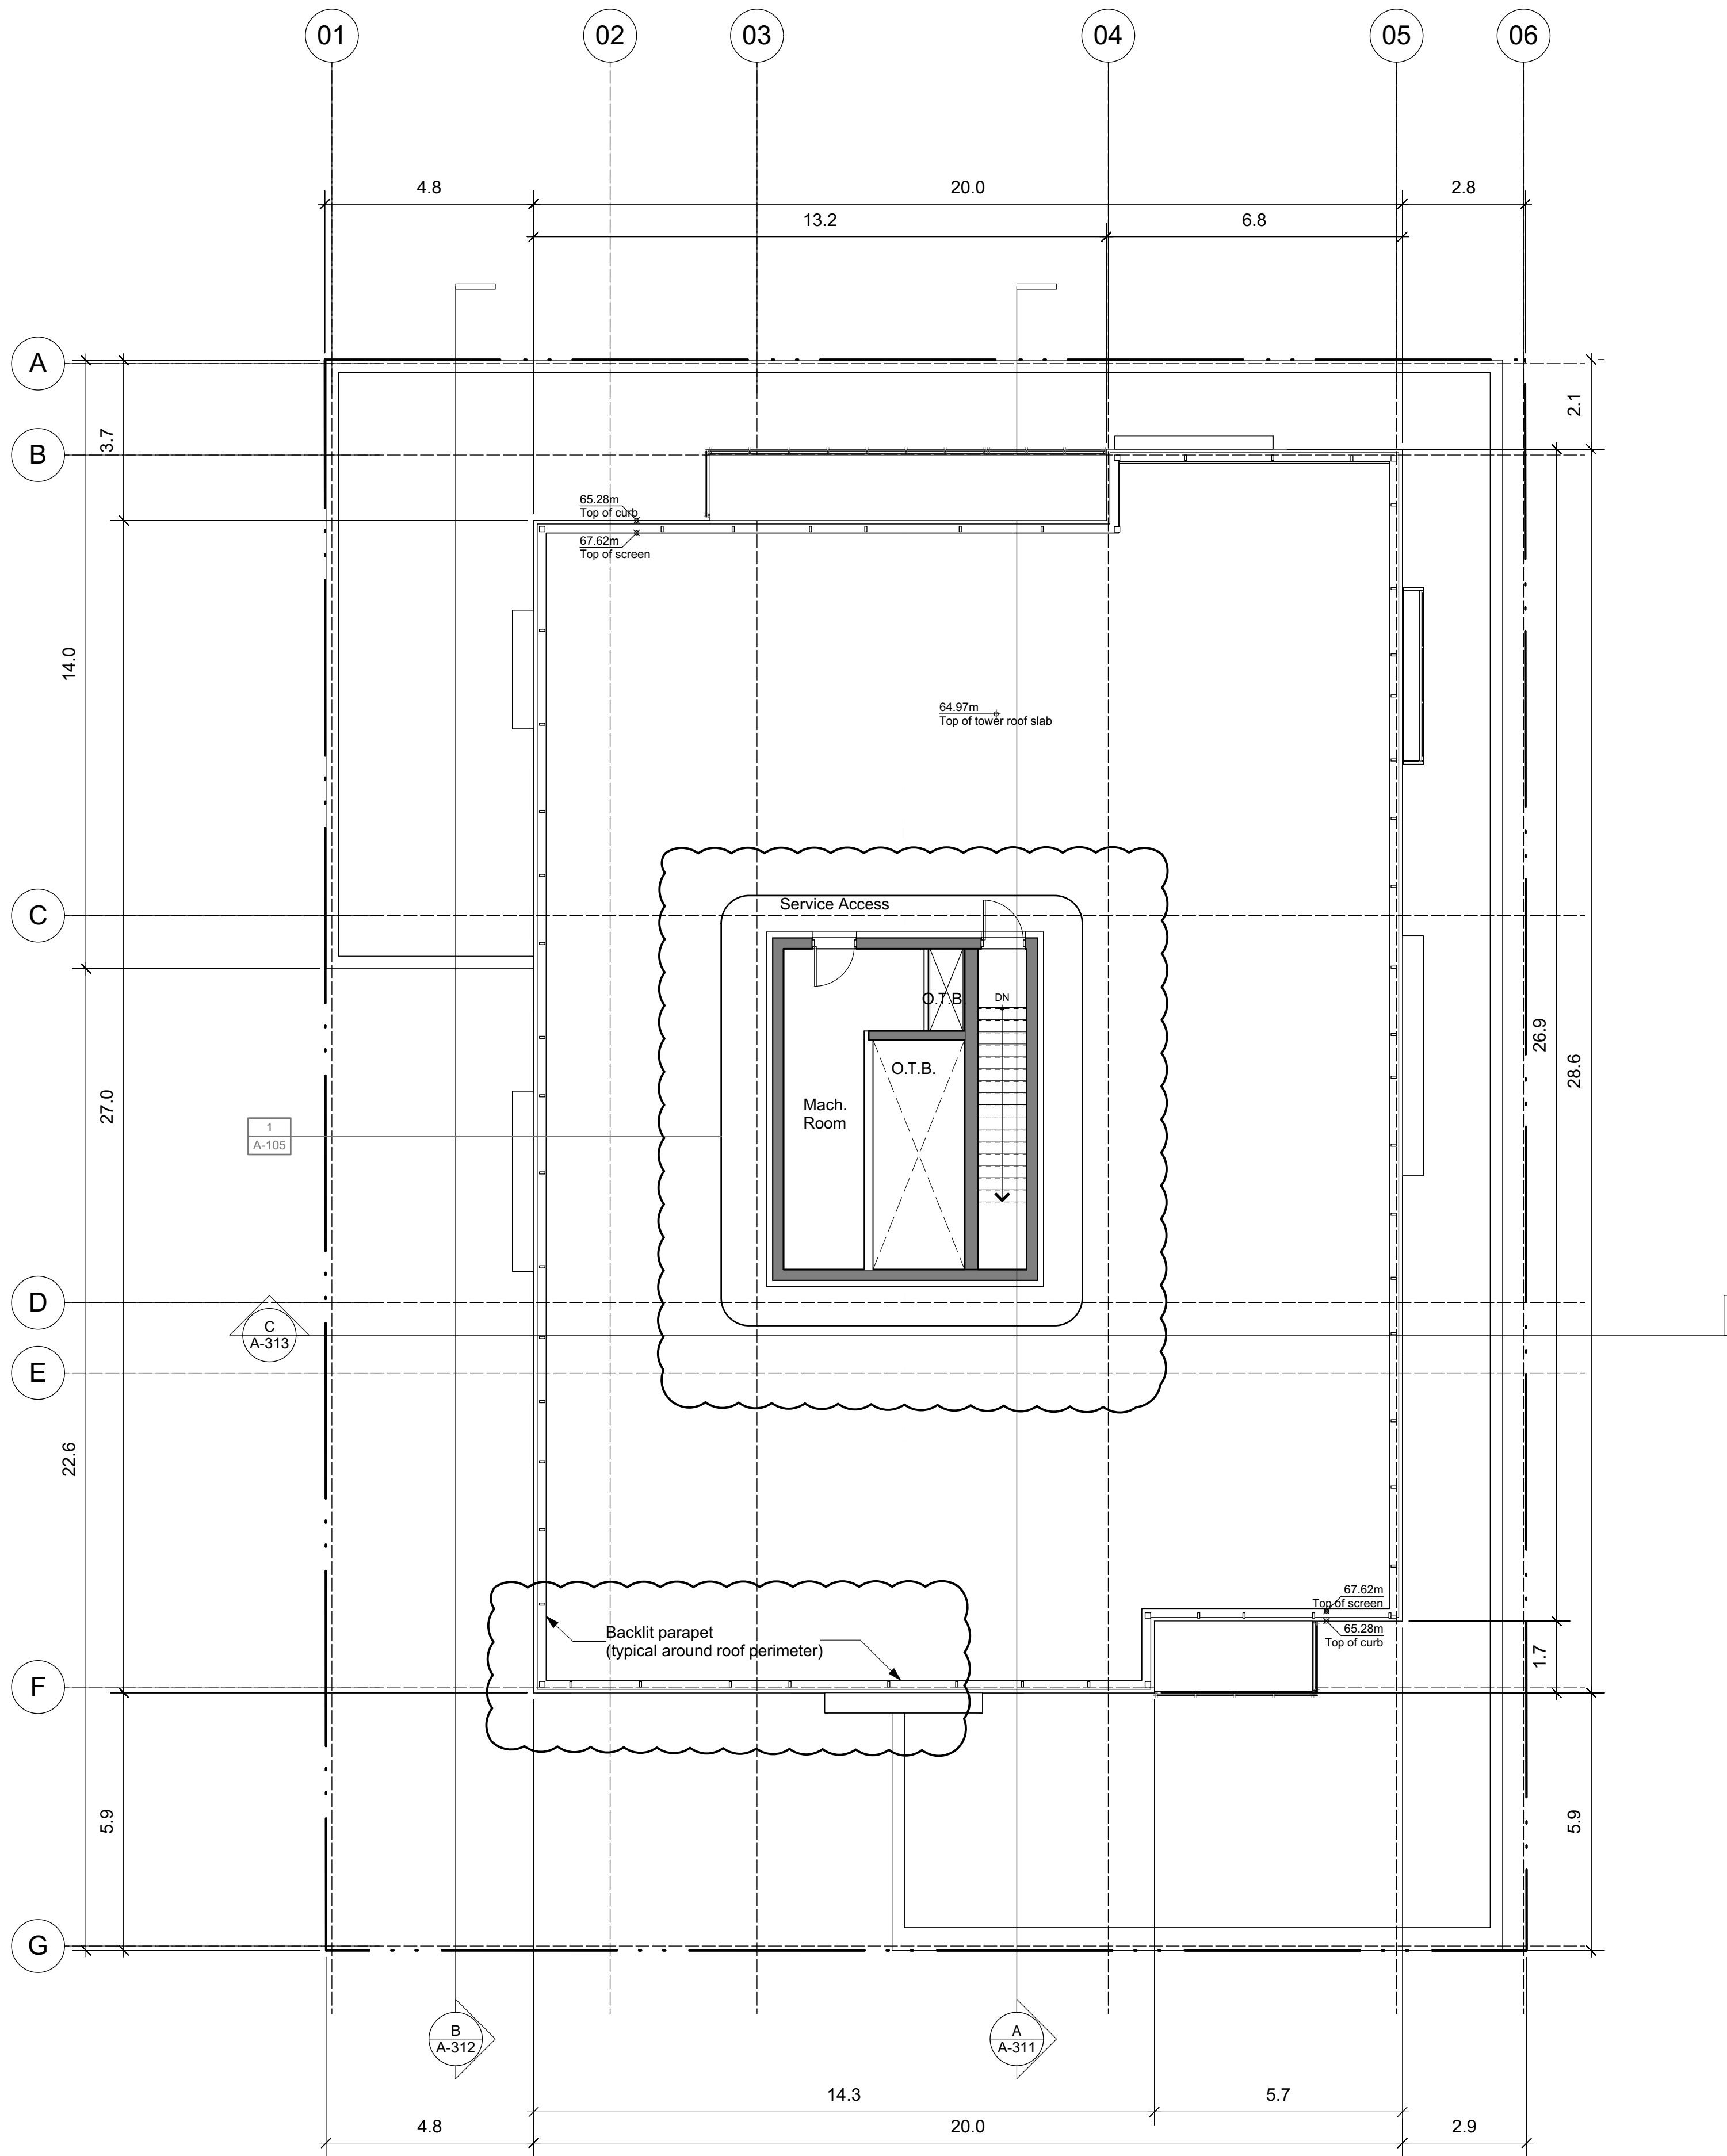 01
02
03
04
05
06
4.8
20.0
2.8
13.2
6.8
A
B
C
D
E
F
G
3.7
14.0
27.0
22.6
5.9
2.1
26.9
28.6
1.7
5.9
65.28m
Top of curb
67.62m
Top of screen
64.97m
Top of tower roof slab
Service Access
O.T.B.
DN
O.T.B.
Mach.
Room
1
A-105
C
A-313
67.62m
Top of screen
65.28m
Top of curb
Backlit parapet
(typical around roof perimeter)
B
A-312
A
A-311
14.3
5.7
4.8
20.0
2.9